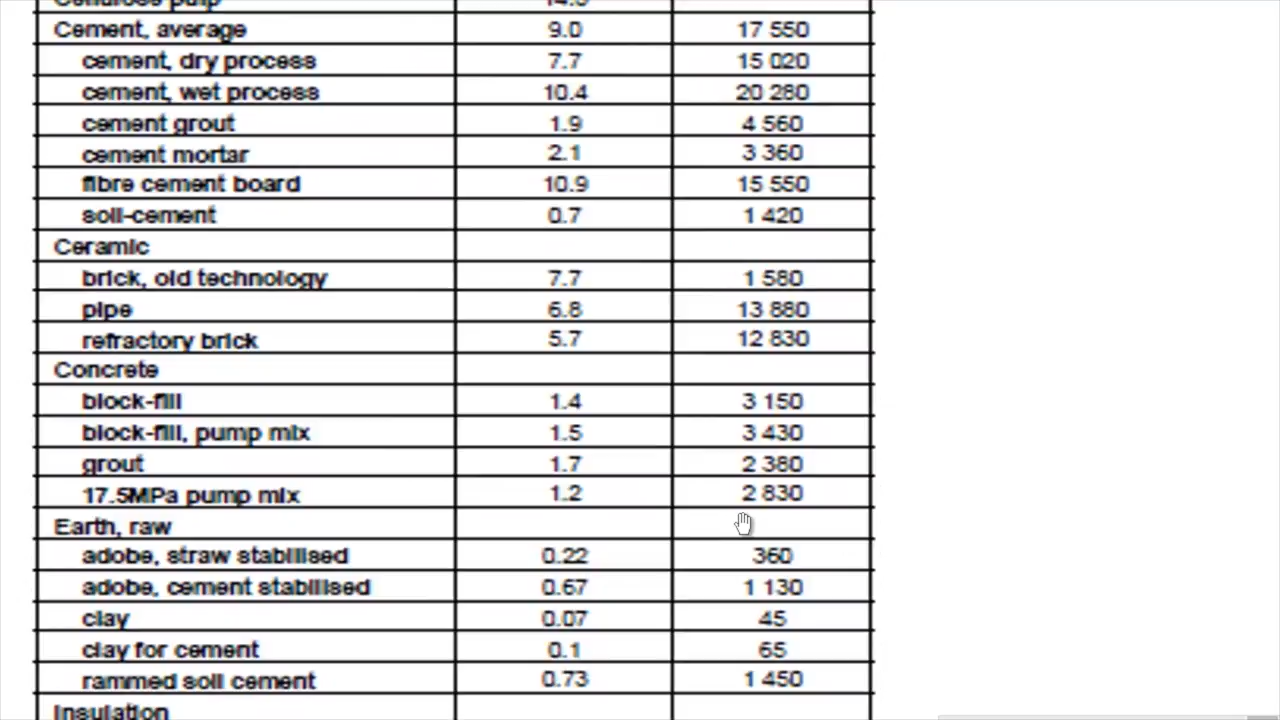 Cellulose pulp 14.3
Cement, average 9.0 17 550
cement, dry process 7.7 15 020
cement, wet process 10.4 20 280
cement grout 1.9 4 560
cement mortar 2.1 3 360
fibre cement board 10.9 15 550
soil-cement 0.7 1 420
Ceramic
brick, old technology 7.7 1 580
pipe 6.8 13 880
refractory brick 5.7 12 830
Concrete
block-fill 1.4 3 150
block-fill, pump mix 1.5 3 430
grout 1.7 2 380
17.5MPa pump mix 1.2 2 830
Earth, raw
adobe, straw stabilised 0.22 360
adobe, cement stabilised 0.67 1 130
clay 0.07 45
clay for cement 0.1 65
rammed soil cement 0.73 1 450
Insulation